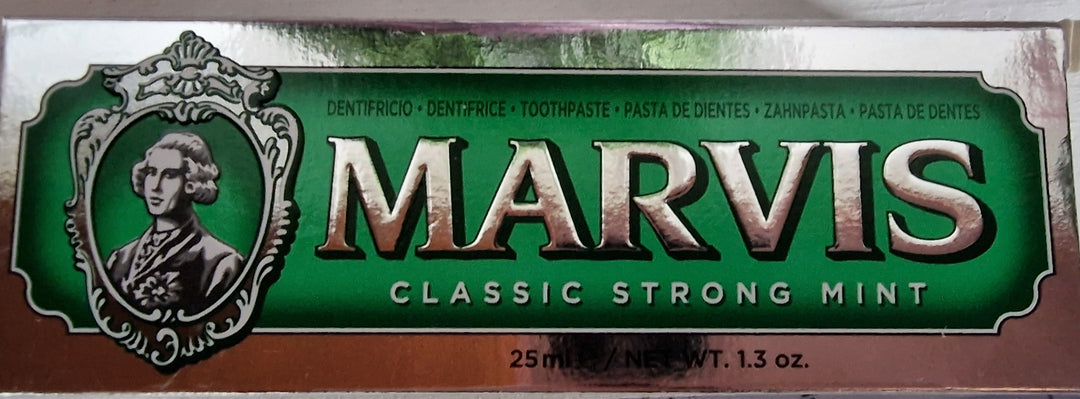 DENTIFRICIO • DENTIFRICE • TOOTHPASTE • PASTA DE DIENTES • ZAHNPASTA • PASTA DE DENTES
MARVIS
CLASSIC STRONG MINT
25ml ℮ / NET WT. 1.3 oz.